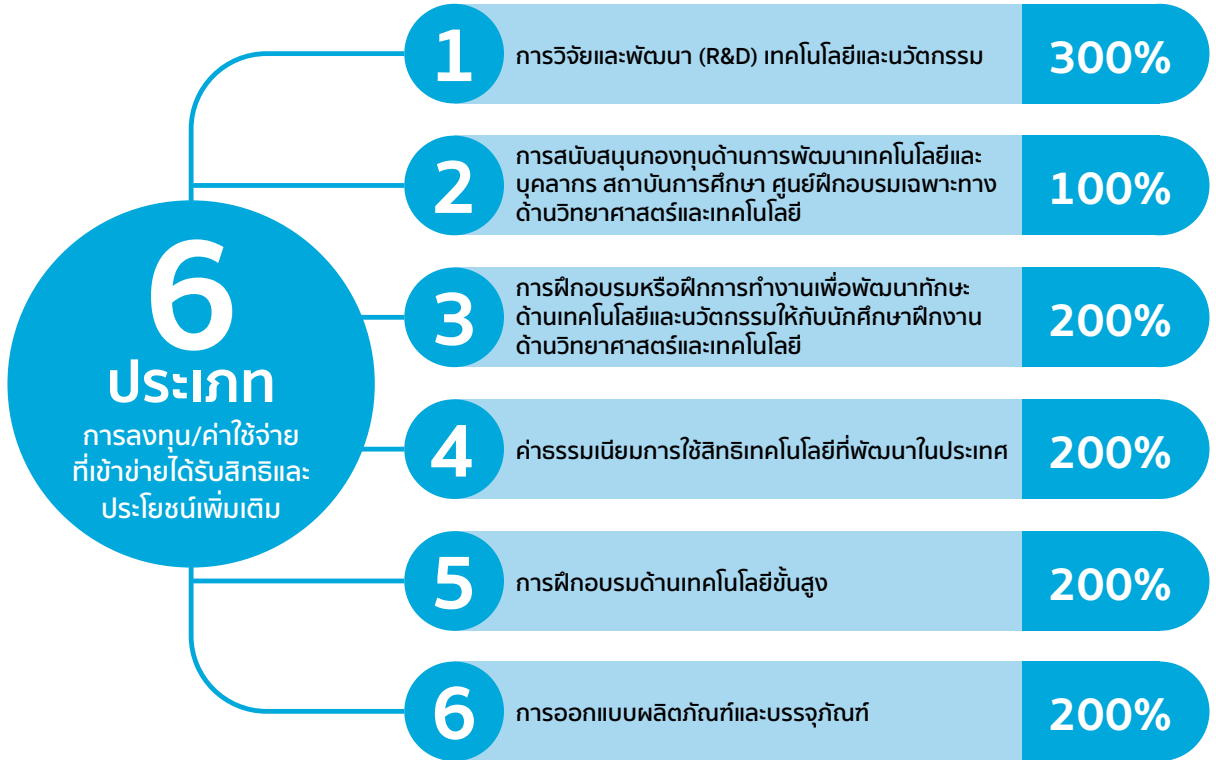 6
ประเภท
การลงทุน/ค่าใช้จ่าย
ที่เข้าข่ายได้รับสิทธิและ
ประโยชน์เพิ่มเติม
1
การวิจัยและพัฒนา (R&D) เทคโนโลยีและนวัตกรรม
300%
2
การสนับสนุนกองทุนด้านการพัฒนาเทคโนโลยีและ
บุคลากร สถาบันการศึกษา ศูนย์ฝึกอบรมเฉพาะทาง
ด้านวิทยาศาสตร์และเทคโนโลยี
100%
3
การฝึกอบรมหรือฝึกการทำงานเพื่อพัฒนาทักษะ
ด้านเทคโนโลยีและนวัตกรรมให้กับนักศึกษาฝึกงาน
ด้านวิทยาศาสตร์และเทคโนโลยี
200%
4
ค่าธรรมเนียมการใช้สิทธิเทคโนโลยีที่พัฒนาในประเทศ
200%
5
การฝึกอบรมด้านเทคโนโลยีขั้นสูง
200%
6
การออกแบบผลิตภัณฑ์และบรรจุภัณฑ์
200%